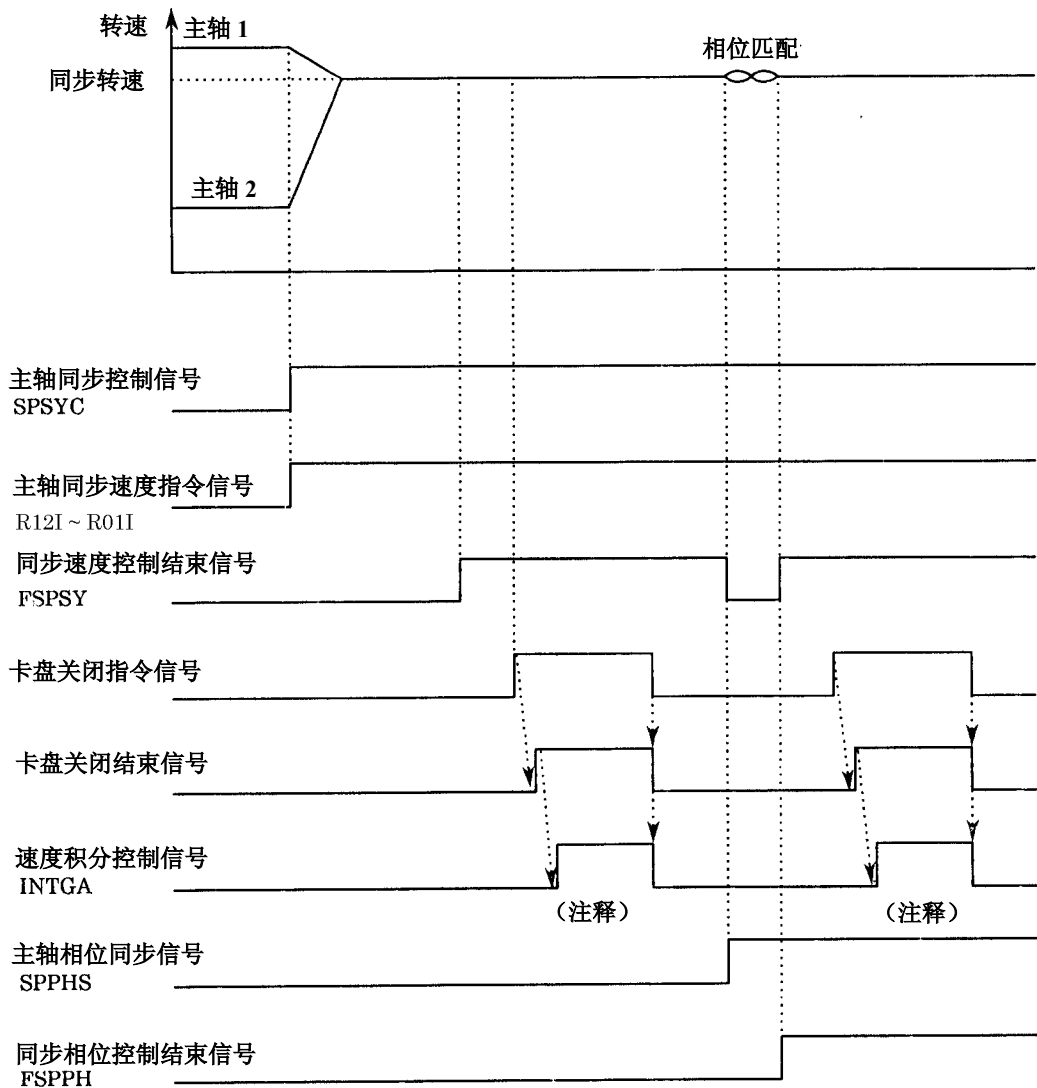 转速
主轴 1
同步转速
相位匹配
主轴 2
主轴同步控制信号
SPSYC
主轴同步速度指令信号
R12I ~ R01I
同步速度控制结束信号
FSPSY
卡盘关闭指令信号
卡盘关闭结束信号
速度积分控制信号
INTGA
（注释）
（注释）
主轴相位同步信号
SPPHS
同步相位控制结束信号
FSPPH